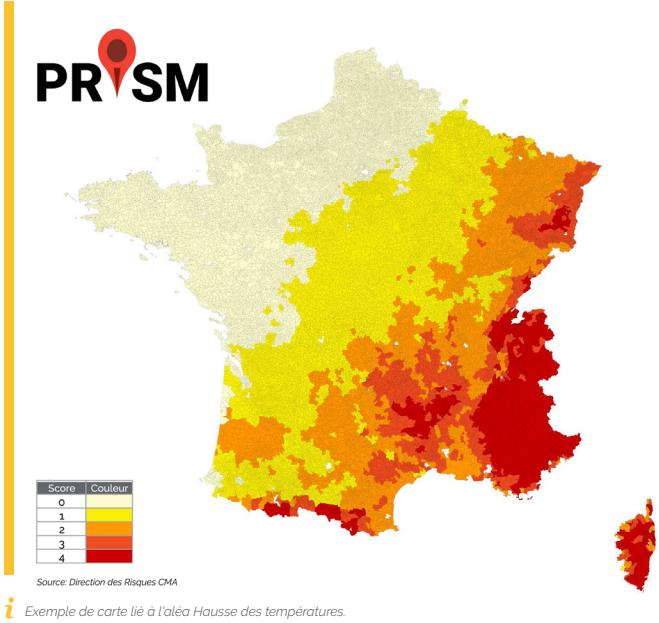 PRISM
Score Couleur
0
1
2
3
4
Source: Direction des Risques CMA
i Exemple de carte lié à l'aléa Hausse des températures.